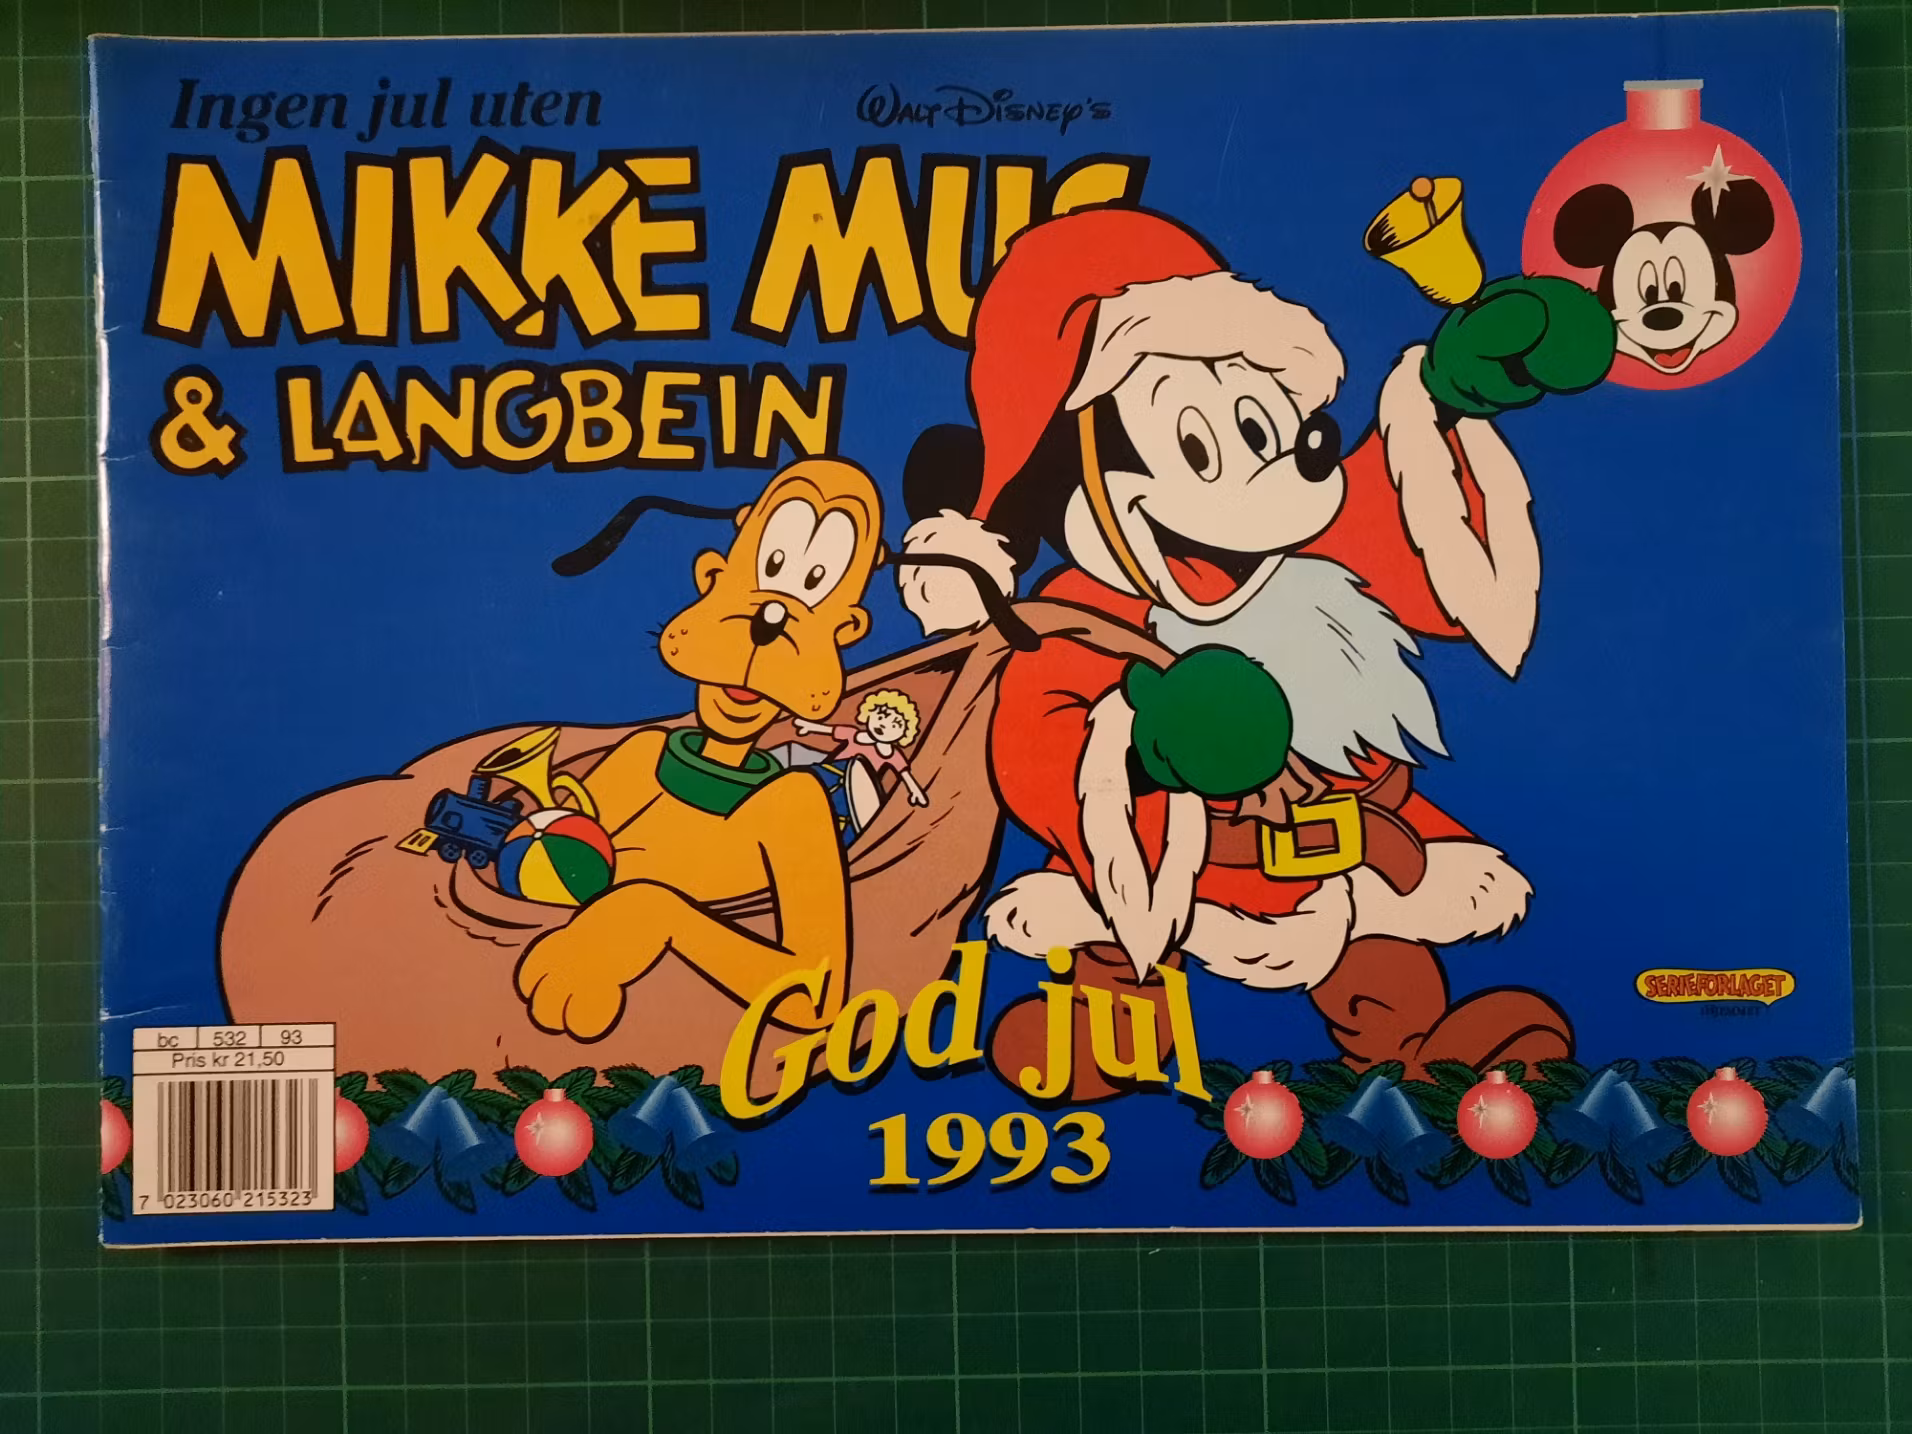 Ingen jul uten
WALT DISNEY'S
MIKKE MUS
& LANGBEIN
God jul
1993
SERIEFORLAGET
bc 532 93
Pris kr 21,50
7 023060 215323